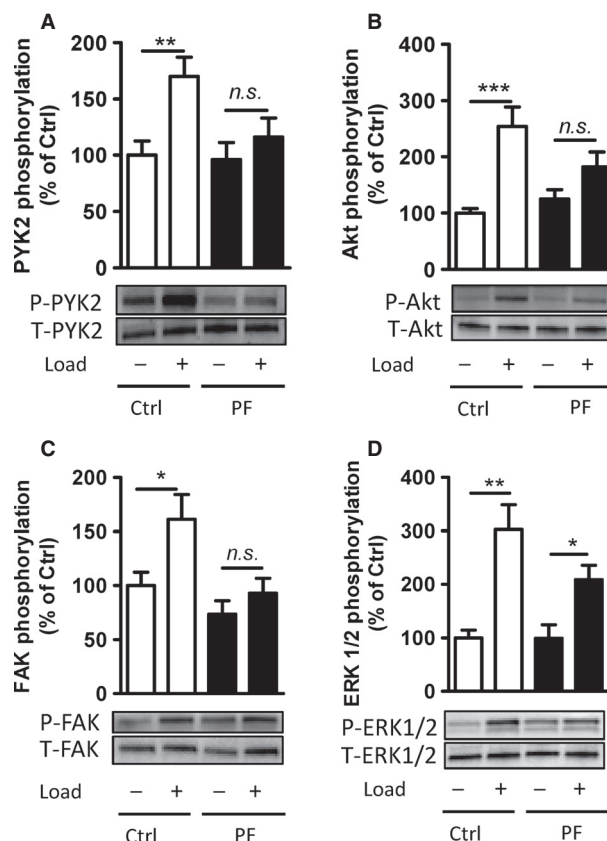 A
PYK2 phosphorylation
(% of Ctrl)
200
150
100
50
0
**
n.s.
P-PYK2
T-PYK2
Load – + – +
Ctrl PF
B
Akt phosphorylation
(% of Ctrl)
400
300
200
100
0
***
n.s.
P-Akt
T-Akt
Load – + – +
Ctrl PF
C
FAK phosphorylation
(% of Ctrl)
200
150
100
50
0
*
n.s.
P-FAK
T-FAK
Load – + – +
Ctrl PF
D
ERK 1/2 phosphorylation
(% of Ctrl)
400
300
200
100
0
**
*
P-ERK1/2
T-ERK1/2
Load – + – +
Ctrl PF